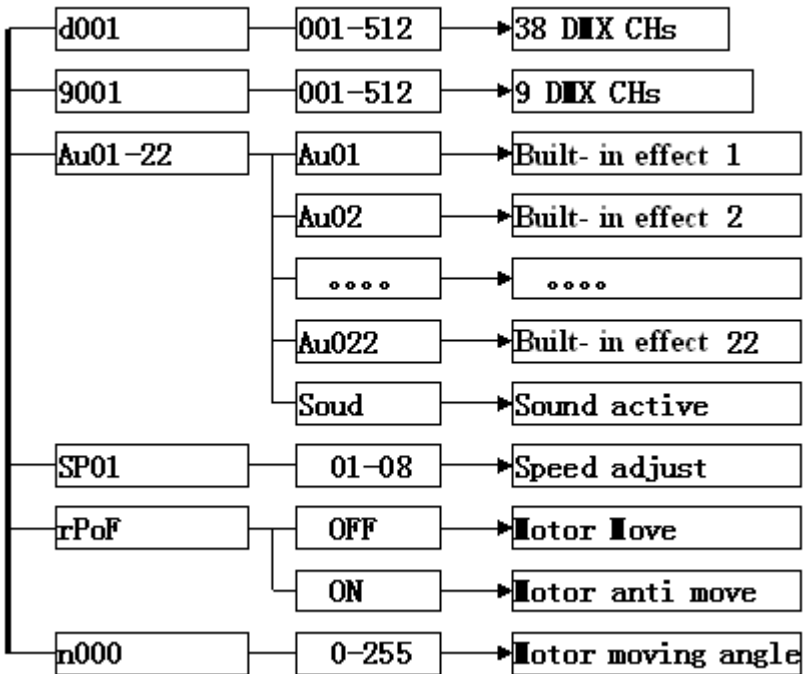 d001 001-512 38 DMX CHs
9001 001-512 9 DMX CHs
Au01-22 Au01 Built- in effect 1
Au02 Built- in effect 2
。。。。 。。。。
Au022 Built- in effect 22
Soud Sound active
SP01 01-08 Speed adjust
rPoF OFF Motor Move
ON Motor anti move
n000 0-255 Motor moving angle